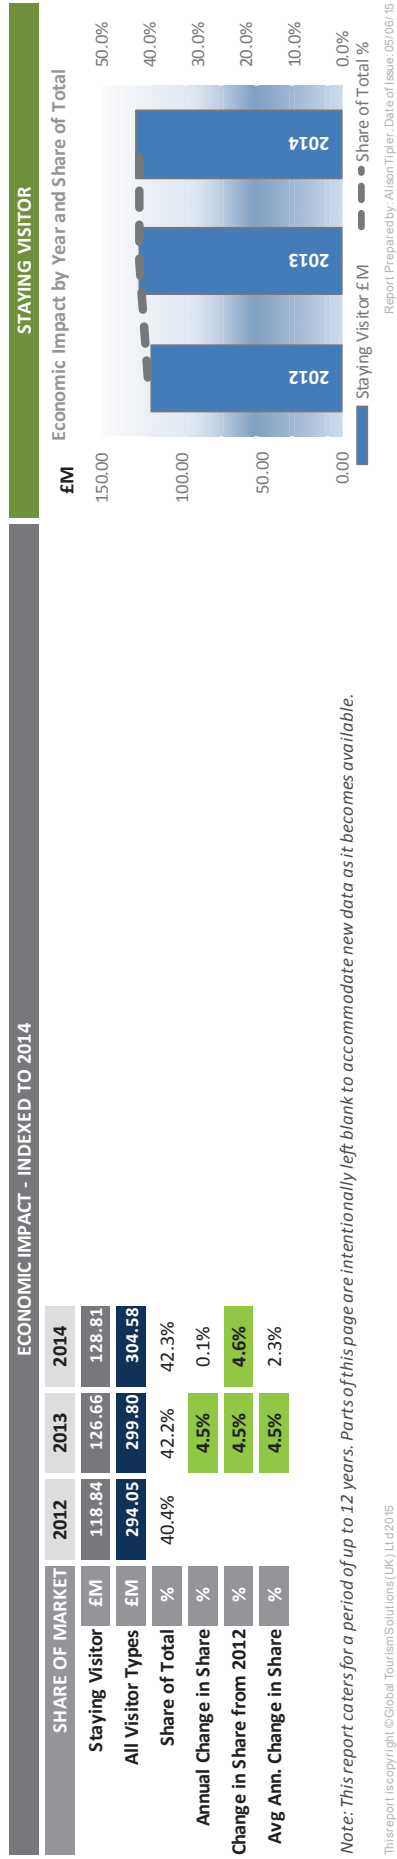 ECONOMIC IMPACT - INDEXED TO 2014
STAYING VISITOR
SHARE OF MARKET 2012 2013 2014
Staying Visitor £M 118.84 126.66 128.81
All Visitor Types £M 294.05 299.80 304.58
Share of Total % 40.4% 42.2% 42.3%
Annual Change in Share % 4.5% 0.1%
Change in Share from 2012 % 4.5% 4.6%
Avg Ann. Change in Share % 4.5% 2.3%
Economic Impact by Year and Share of Total
£M
150.00 50.0%
40.0%
100.00 30.0%
50.00 20.0%
10.0%
0.00 0.0%
2012 2013 2014
Staying Visitor £M Share of Total %
Note: This report caters for a period of up to 12 years. Parts of this page are intentionally left blank to accommodate new data as it becomes available.
This report is copyright © Global Tourism Solutions (UK) Ltd 2015
Report Prepared by: Alison Tipler. Date of Issue: 05/06/15